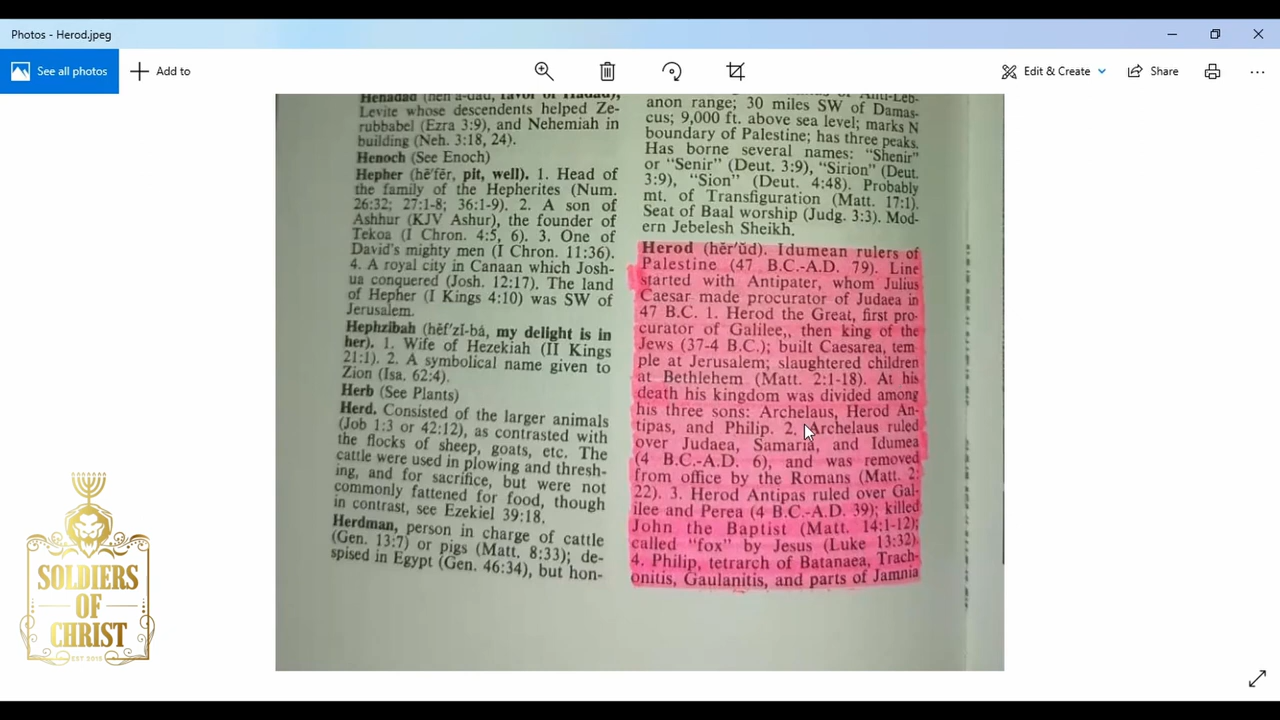 Photos - Herod.jpeg
See all photos
Add to
Edit & Create
Share
Henadad (hen'a-dad, favor of Hadad),
Levite whose descendents helped Ze-
rubbabel (Ezra 3:9), and Nehemiah in
building (Neh. 3:18, 24).
Henoch (See Enoch)
Hepher (hē'fēr, pit, well). 1. Head of
the family of the Hepherites (Num.
26:32; 27:1-8; 36:1-9). 2. A son of
Ashhur (KJV Ashur), the founder of
Tekoa (I Chron. 4:5, 6). 3. One of
David's mighty men (I Chron. 11:36).
4. A royal city in Canaan which Josh-
ua conquered (Josh. 12:17). The land
of Hepher (I Kings 4:10) was SW of
Jerusalem.
Hephzibah (hĕf'zĭ-bá, my delight is in
her). 1. Wife of Hezekiah (II Kings
21:1). 2. A symbolical name given to
Zion (Isa. 62:4).
Herb (See Plants)
Herd. Consisted of the larger animals
(Job 1:3 or 42:12), as contrasted with
the flocks of sheep, goats, etc. The
cattle were used in plowing and thresh-
ing, and for sacrifice, but were not
commonly fattened for food, though
in contrast, see Ezekiel 39:18.
Herdman, person in charge of cattle
(Gen. 13:7) or pigs (Matt. 8:33); de-
spised in Egypt (Gen. 46:34), but hon-
of Anti-Leb-
anon range; 30 miles SW of Damas-
cus; 9,000 ft. above sea level; marks N
boundary of Palestine; has three peaks.
Has borne several names: "Shenir"
or "Senir" (Deut. 3:9), "Sirion" (Deut.
3:9), "Sion" (Deut. 4:48). Probably
mt. of Transfiguration (Matt. 17:1).
Seat of Baal worship (Judg. 3:3). Mod-
ern Jebelesh Sheikh.
Herod (hĕr'ŭd). Idumean rulers of
Palestine (47 B.C.-A.D. 79). Line
started with Antipater, whom Julius
Caesar made procurator of Judaea in
47 B.C. 1. Herod the Great, first pro-
curator of Galilee,, then king of the
Jews (37-4 B.C.); built Caesarea, tem-
ple at Jerusalem; slaughtered children
at Bethlehem (Matt. 2:1-18). At his
death his kingdom was divided among
his three sons: Archelaus, Herod An-
tipas, and Philip. 2. Archelaus ruled
over Judaea, Samaria, and Idumea
(4 B.C.-A.D. 6), and was removed
from office by the Romans (Matt. 2:
22). 3. Herod Antipas ruled over Gal-
ilee and Perea (4 B.C.-A.D. 39); killed
John the Baptist (Matt. 14:1-12);
called "fox" by Jesus (Luke 13:32).
4. Philip, tetrarch of Batanaea, Trach-
onitis, Gaulanitis, and parts of Jamnia
SOLDIERS
OF
CHRIST
EST 2015